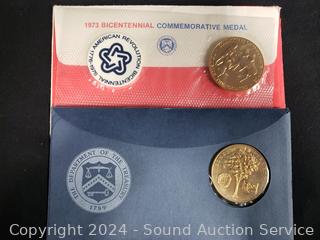 1973 BICENTENNIAL COMMEMORATIVE MEDAL
AMERICAN REVOLUTION BICENTENNIAL 1776-1976
THE DEPARTMENT OF THE TREASURY
1789
Copyright 2024 - Sound Auction Service